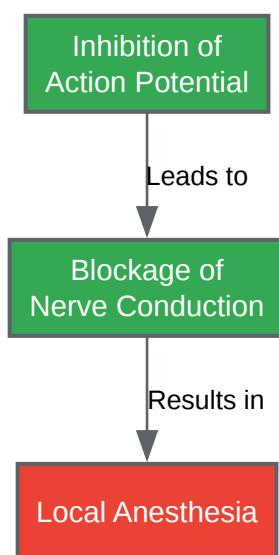 Inhibition of
Action Potential
Leads to
Blockage of
Nerve Conduction
Results in
Local Anesthesia